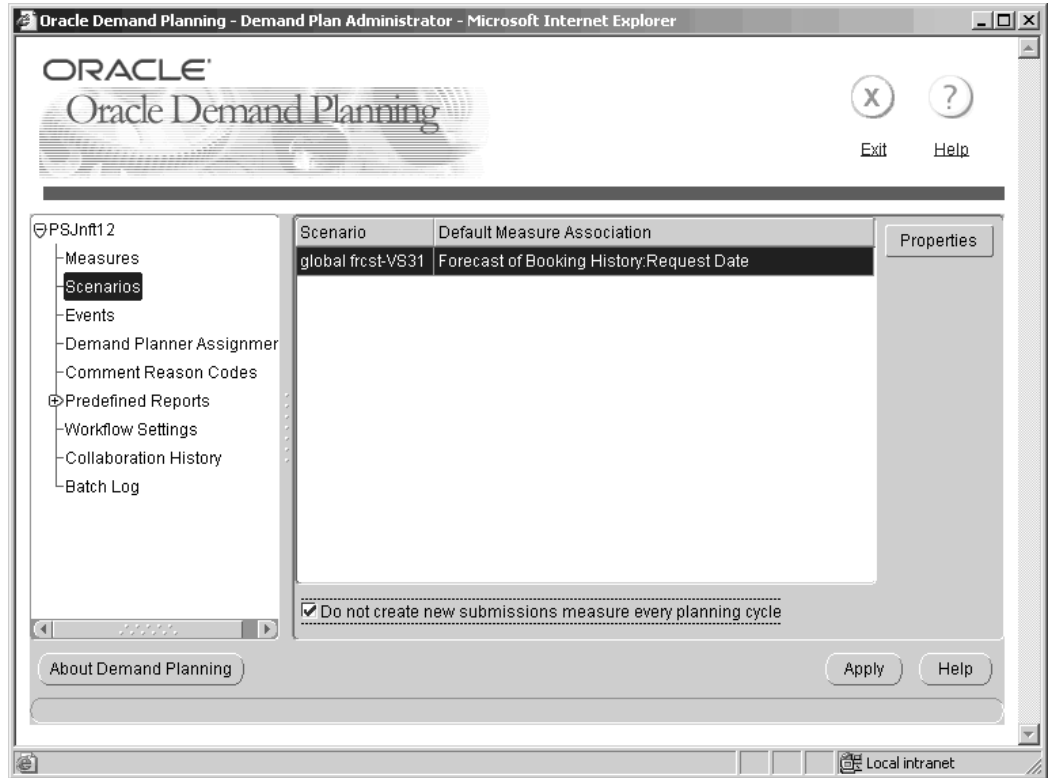 Oracle Demand Planning - Demand Plan Administrator - Microsoft Internet Explorer
ORACLE
Oracle Demand Planning
X
?
Exit
Help
PSJnft12
Measures
Scenarios
Events
Demand Planner Assignmer
Comment Reason Codes
Predefined Reports
Workflow Settings
Collaboration History
Batch Log
Scenario
Default Measure Association
global frcst-VS31
Forecast of Booking History:Request Date
Properties
Do not create new submissions measure every planning cycle
About Demand Planning
Apply
Help
Local intranet